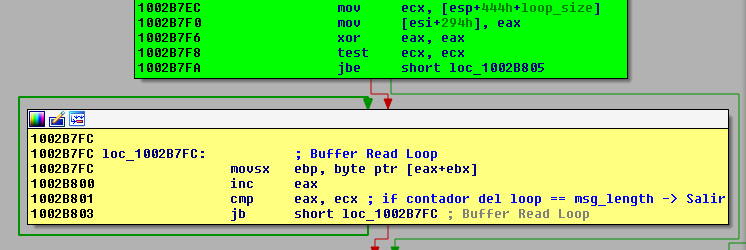 1002B7EC mov ecx, [esp+444h+loop_size]
1002B7F0 mov [esi+294h], eax
1002B7F6 xor eax, eax
1002B7F8 test ecx, ecx
1002B7FA jbe short loc_1002B805
1002B7FC
1002B7FC loc_1002B7FC: ; Buffer Read Loop
1002B7FC movsx ebp, byte ptr [eax+ebx]
1002B800 inc eax
1002B801 cmp eax, ecx ; if contador del loop == msg_length -> Salir
1002B803 jb short loc_1002B7FC ; Buffer Read Loop